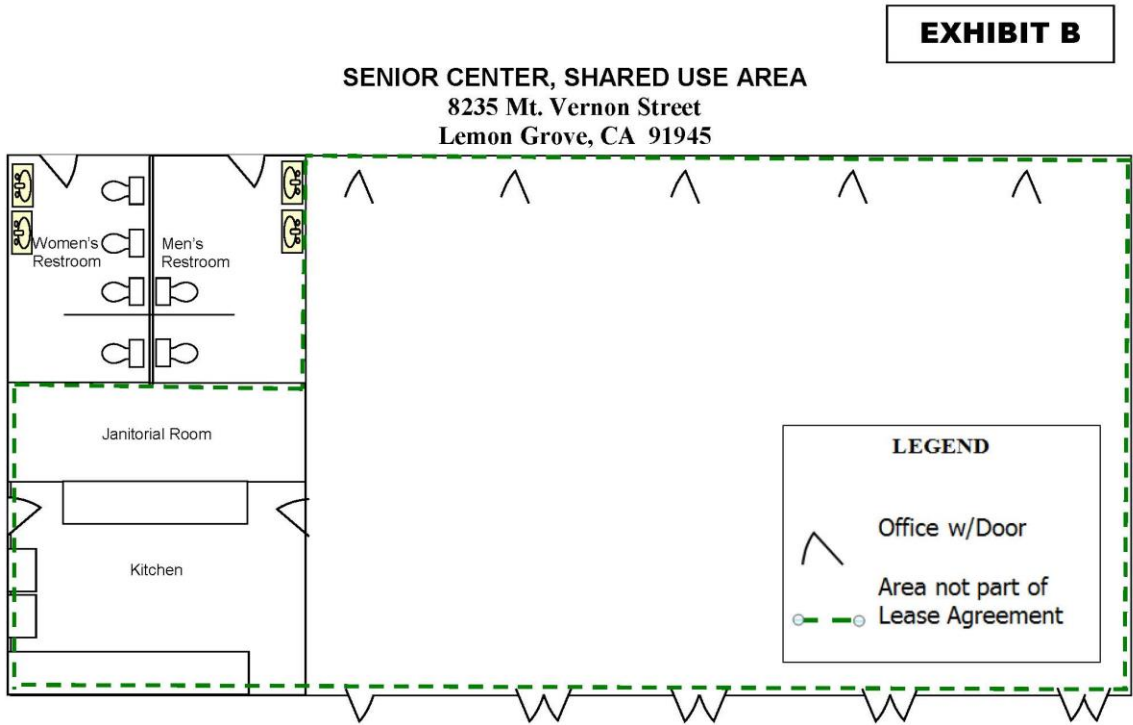 EXHIBIT B
SENIOR CENTER, SHARED USE AREA
8235 Mt. Vernon Street
Lemon Grove, CA 91945
Women's
Restroom
Men's
Restroom
Janitorial Room
Kitchen
LEGEND
Office w/Door
Area not part of
Lease Agreement